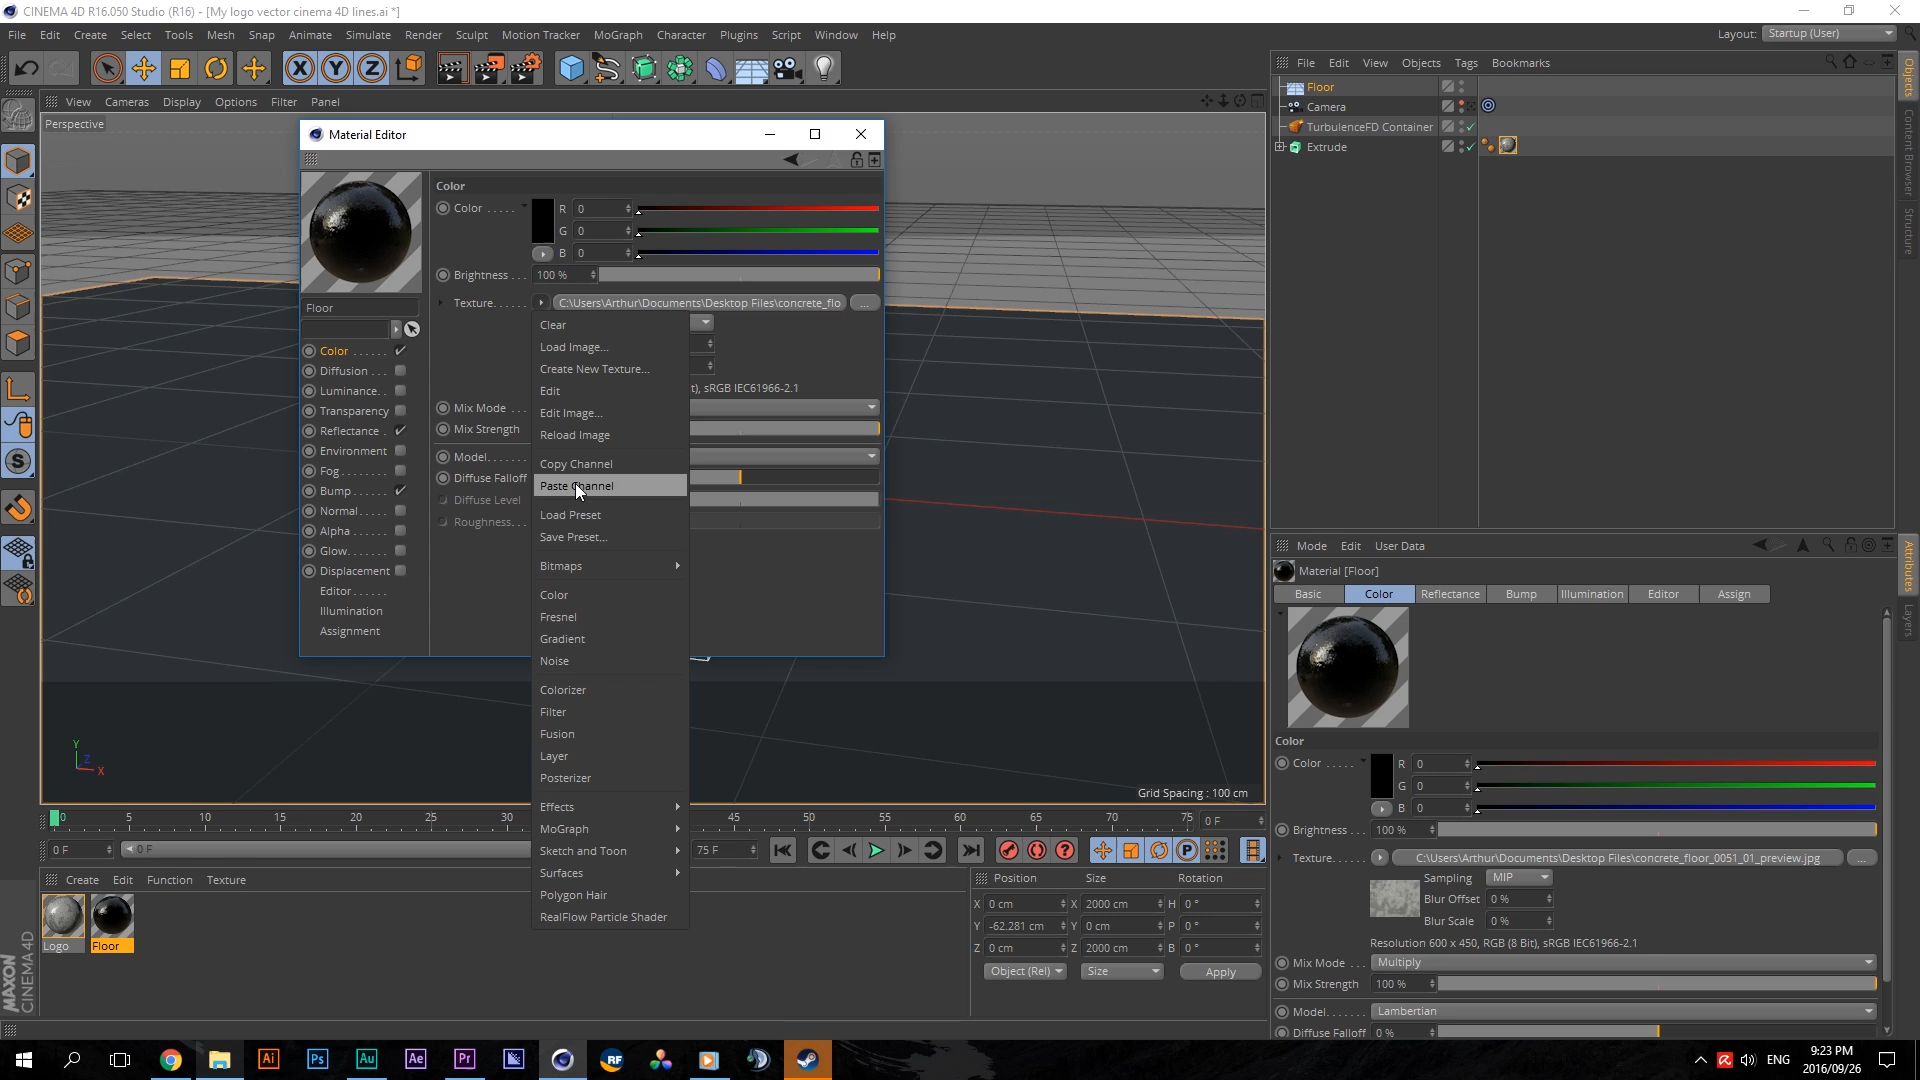 CINEMA 4D R16.050 Studio (R16) - [My logo vector cinema 4D lines.ai *]
File Edit Create Select Tools Mesh Snap Animate Simulate Render Sculpt Motion Tracker MoGraph Character Plugins Script Window Help
Layout: Startup (User)
File Edit View Objects Tags Bookmarks
View Cameras Display Options Filter Panel
Perspective
Material Editor
Floor
Camera
TurbulenceFD Container
Extrude
Objects
Content Browser
Structure
Color
Color ..... R 0
G 0
B 0
Brightness ... 100 %
Texture...... C:\Users\Arthur\Documents\Desktop Files\concrete_flo ...
t), sRGB IEC61966-2.1
Mix Mode ...
Mix Strength
Model.......
Diffuse Falloff
Diffuse Level
Roughness...
Floor
Color ......
Diffusion ...
Luminance.
Transparency
Reflectance .
Environment
Fog........
Bump......
Normal.....
Alpha ......
Glow.......
Displacement
Editor......
Illumination
Assignment
Clear
Load Image...
Create New Texture...
Edit
Edit Image...
Reload Image
Copy Channel
Paste Channel
Load Preset
Save Preset...
Bitmaps
Color
Fresnel
Gradient
Noise
Colorizer
Filter
Fusion
Layer
Posterizer
Effects
MoGraph
Sketch and Toon
Surfaces
Polygon Hair
RealFlow Particle Shader
Y
Z
X
Grid Spacing : 100 cm
0 5 10 15 20 25 30 45 50 55 60 65 70 75 0 F
0 F 0 F 75 F
Create Edit Function Texture
Logo Floor
MAXON
CINEMA 4D
Position Size Rotation
X 0 cm X 2000 cm H 0 °
Y -62.281 cm Y 0 cm P 0 °
Z 0 cm Z 2000 cm B 0 °
Object (Rel) Size Apply
Mode Edit User Data
Material [Floor]
Basic Color Reflectance Bump Illumination Editor Assign
Attributes
Layers
Color
Color ..... R 0
G 0
B 0
Brightness ... 100 %
Texture...... C:\Users\Arthur\Documents\Desktop Files\concrete_floor_0051_01_preview.jpg ...
Sampling MIP
Blur Offset 0 %
Blur Scale 0 %
Resolution 600 x 450, RGB (8 Bit), sRGB IEC61966-2.1
Mix Mode ... Multiply
Mix Strength 100 %
Model....... Lambertian
Diffuse Falloff 0 %
Ai Ps Au Ae Pr RF
ENG
9:23 PM
2016/09/26